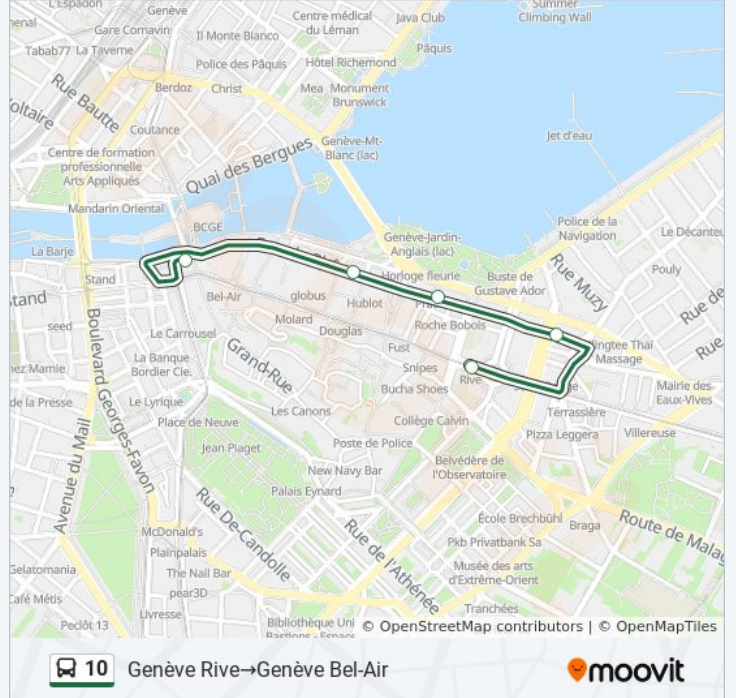 L'Espadon
Genève
Gare Cornavin
Centre médical
du Léman
Java Club
Summer
Climbing Wall
Tabab77
La Taverne
Il Monte Bianco
Pâquis
Police des Pâquis
Hôtel Richemond
Berdoz
Christ
Mea
Monument
Brunswick
Rue Bautte
Coutance
Jet d'eau
Centre de formation
professionnelle
Arts Appliqués
Quai des Bergues
Genève-Mt-
Blanc (lac)
Mandarin Oriental
BCGE
Police de la
Navigation
La Barje
Genève-Jardin-
Anglais (lac)
Stand
Horloge fleurie
Buste de
Gustave Ador
Rue Muzy
Pouly
Bel-Air
globus
Hublot
Rue de
seed
Molard
Roche Bobois
Le Carrousel
Douglas
Fust
Massage
Rue
Boulevard Georges-Favon
La Banque
Bordier Cie.
Grand-Rue
Snipes
Rive
Bucha Shoes
Mairie des
Eaux-Vives
de la Presse
Le Lyrique
Les Canons
Terrassière
Place de Neuve
Collège Calvin
Pizza Leggera
Villereuse
Jean Piaget
Poste de Police
Avenue du Mail
New Navy Bar
Belvédère de
l'Observatoire
Palais Eynard
École Brechbühl
Braga
Route de Malag
McDonald's
Rue De-Candolle
Rue de l'Athénée
Pkb Privatbank Sa
Plainpalais
Gelatomania
The Nail Bar
Musée des arts
d'Extrême-Orient
pear3D
Café Métis
Livresse
Tranchées
Peclôt 13
Bibliothèque Uni
Bastions - Espace
© OpenStreetMap contributors | © OpenMapTiles
10 Genève Rive→Genève Bel-Air
moovit